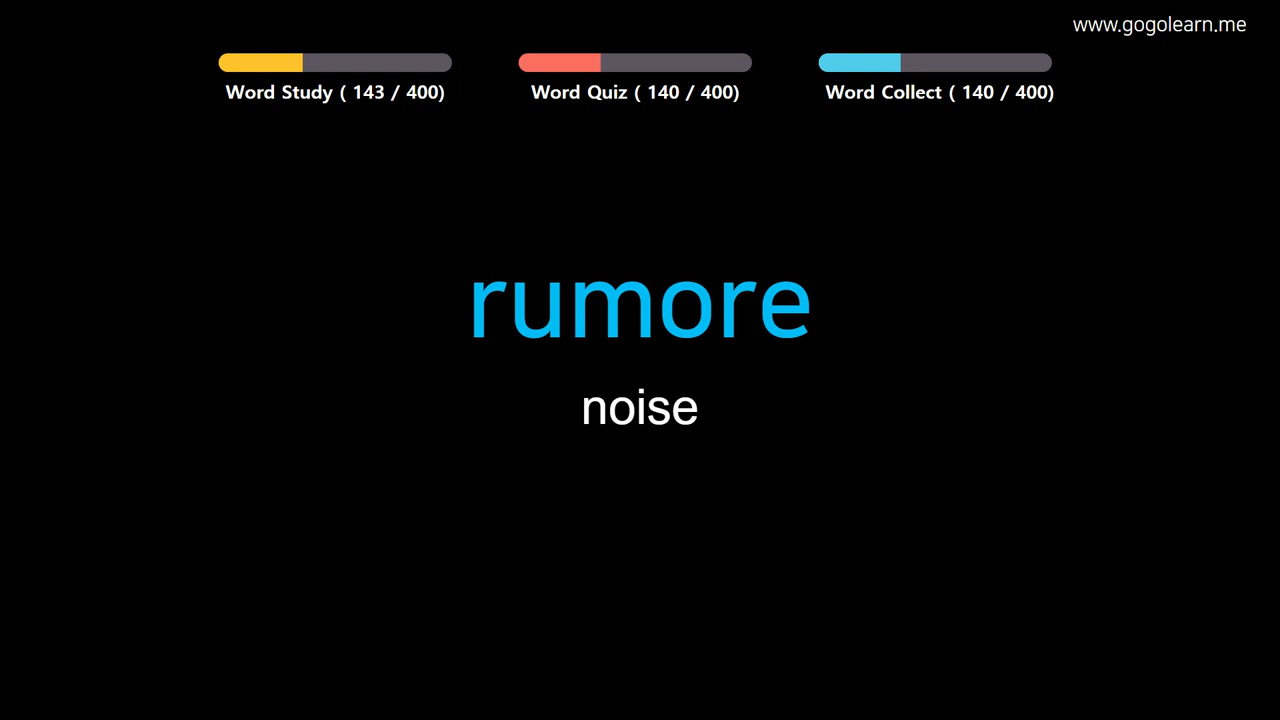 www.gogolearn.me
Word Study ( 143 / 400)
Word Quiz ( 140 / 400)
Word Collect ( 140 / 400)
rumore
noise